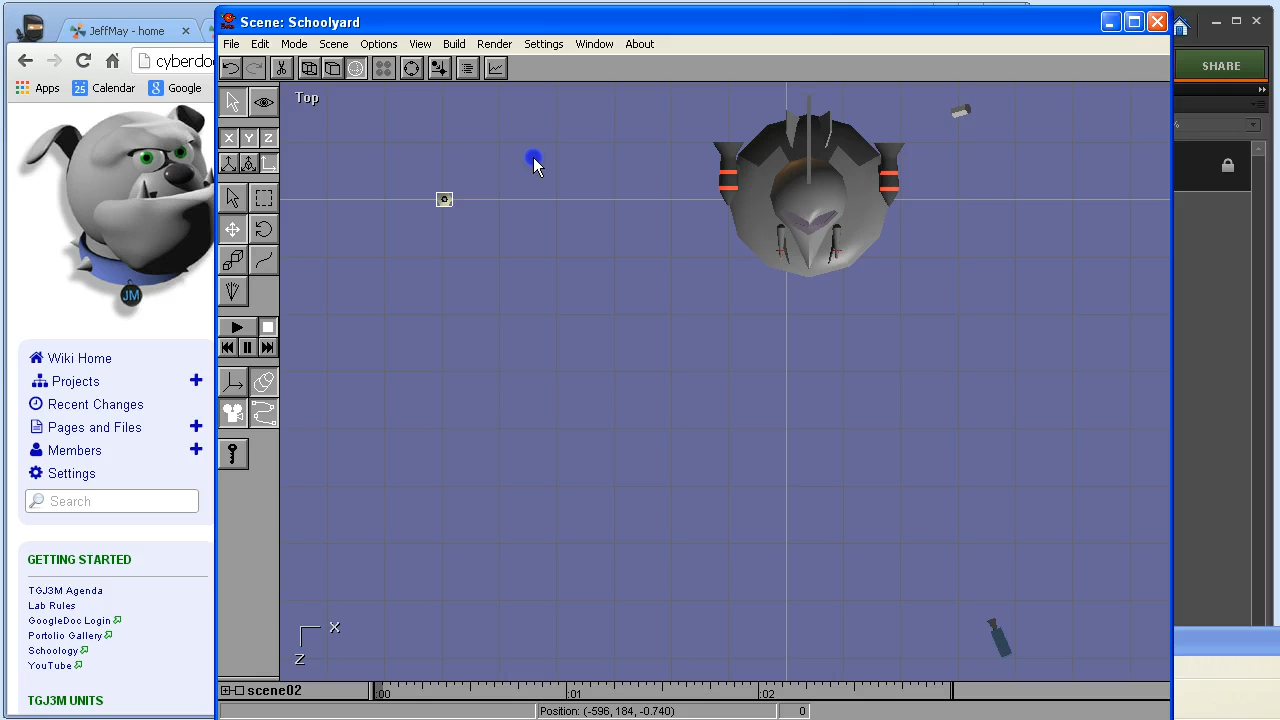 JeffMay - home
Scene: Schoolyard
File Edit Mode Scene Options View Build Render Settings Window About
cyberdo
Apps
25 Calendar
8 Google
SHARE
%
Top
X Y Z
JM
Wiki Home
Projects
Recent Changes
Pages and Files
Members
Settings
Search
GETTING STARTED
TGJ3M Agenda
Lab Rules
GoogleDoc Login
Portolio Gallery
Schoology
YouTube
TGJ3M UNITS
X
Z
scene02
:00
:01
:02
Position: (-596, 184, -0.740)
0